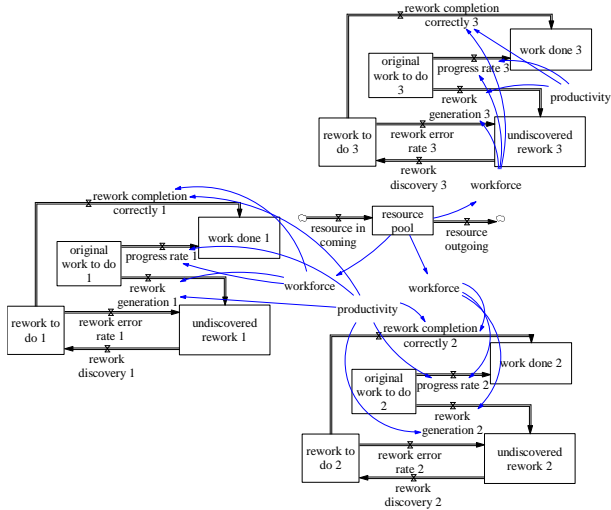 rework completion
correctly 3
work done 3
original
work to do
3
progress rate 3
rework
generation 3
productivity
rework to
do 3
rework error
rate 3
undiscovered
rework 3
rework
discovery 3
workforce
resource in
coming
resource
pool
resource
outgoing
rework completion
correctly 1
work done 1
original
work to do
1
progress rate 1
rework
generation 1
workforce
rework to
do 1
rework error
rate 1
undiscovered
rework 1
rework
discovery 1
workforce
productivity
rework completion
correctly 2
work done 2
original
work to do
2
progress rate 2
rework
generation 2
rework to
do 2
rework error
rate 2
undiscovered
rework 2
rework
discovery 2